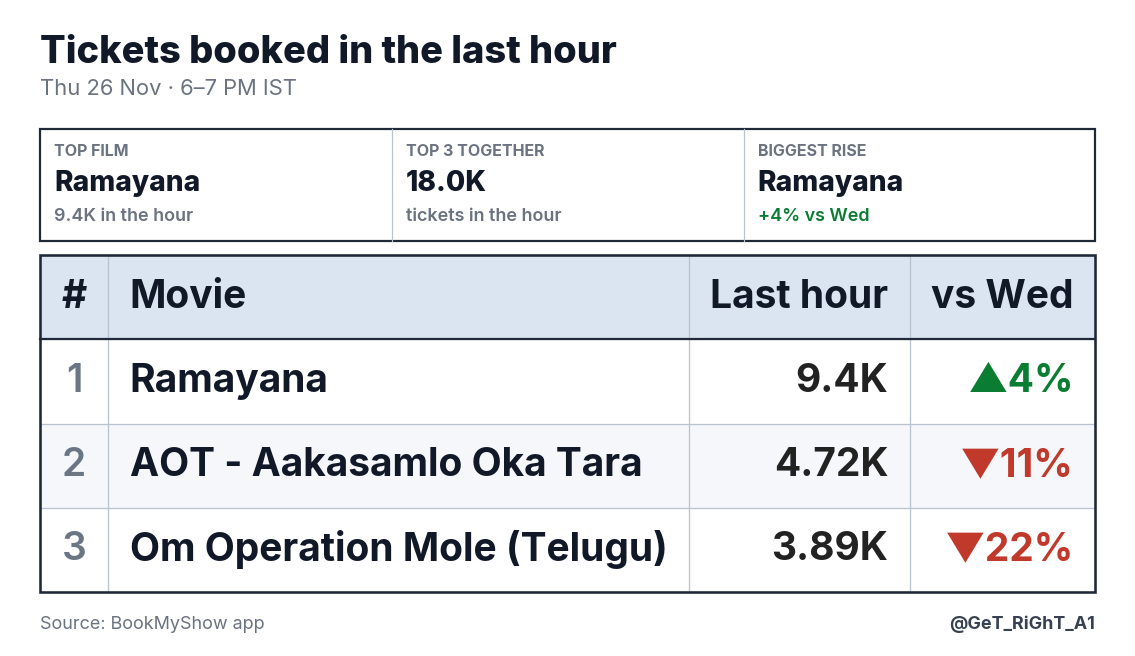 Tickets booked in the last hour
Thu 26 Nov · 6–7 PM IST
TOP FILM
Ramayana
9.4K in the hour
TOP 3 TOGETHER
18.0K
tickets in the hour
BIGGEST RISE
Ramayana
+4% vs Wed
# Movie Last hour vs Wed
1 Ramayana 9.4K ▲4%
2 AOT - Aakasamlo Oka Tara 4.72K ▼11%
3 Om Operation Mole (Telugu) 3.89K ▼22%
Source: BookMyShow app
@GeT_RiGhT_A1